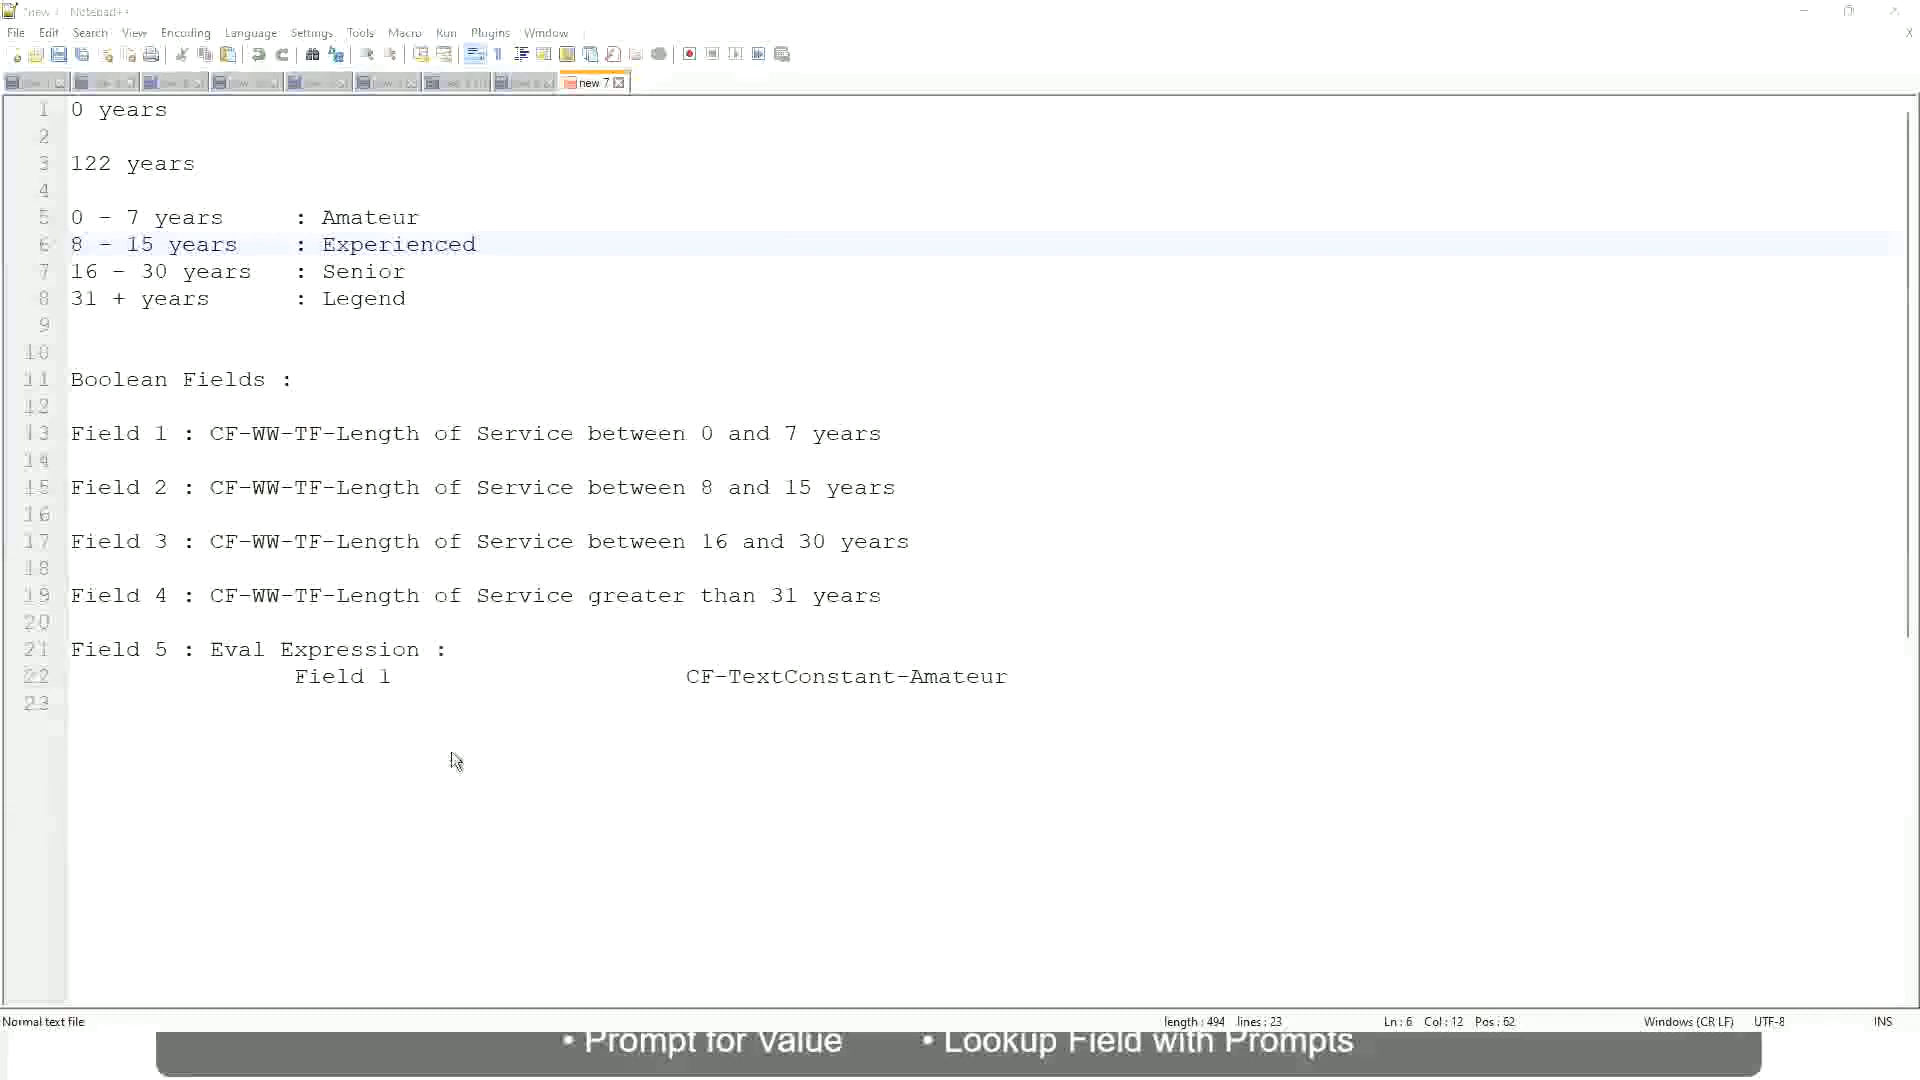 *new 7 - Notepad++
File Edit Search View Encoding Language Settings Tools Macro Run Plugins Window
X
new 7
1 0 years
2
3 122 years
4
5 0 - 7 years : Amateur
6 8 - 15 years : Experienced
7 16 - 30 years : Senior
8 31 + years : Legend
9
10
11 Boolean Fields :
12
13 Field 1 : CF-WW-TF-Length of Service between 0 and 7 years
14
15 Field 2 : CF-WW-TF-Length of Service between 8 and 15 years
16
17 Field 3 : CF-WW-TF-Length of Service between 16 and 30 years
18
19 Field 4 : CF-WW-TF-Length of Service greater than 31 years
20
21 Field 5 : Eval Expression :
22 Field 1 CF-TextConstant-Amateur
23
Normal text file length : 494 lines : 23 Ln : 6 Col : 12 Pos : 62 Windows (CR LF) UTF-8 INS
• Prompt for Value • Lookup Field with Prompts